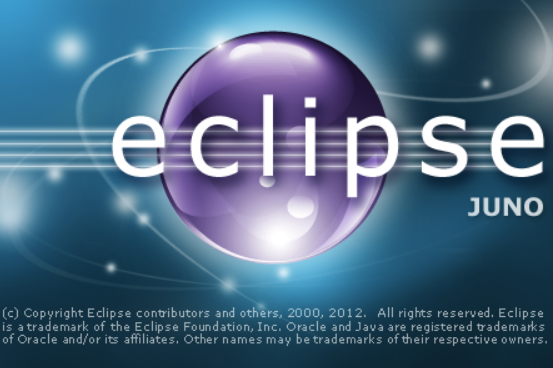 eclipse
JUNO
(c) Copyright Eclipse contributors and others, 2000, 2012. All rights reserved. Eclipse
is a trademark of the Eclipse Foundation, Inc. Oracle and Java are registered trademarks
of Oracle and/or its affiliates. Other names may be trademarks of their respective owners.